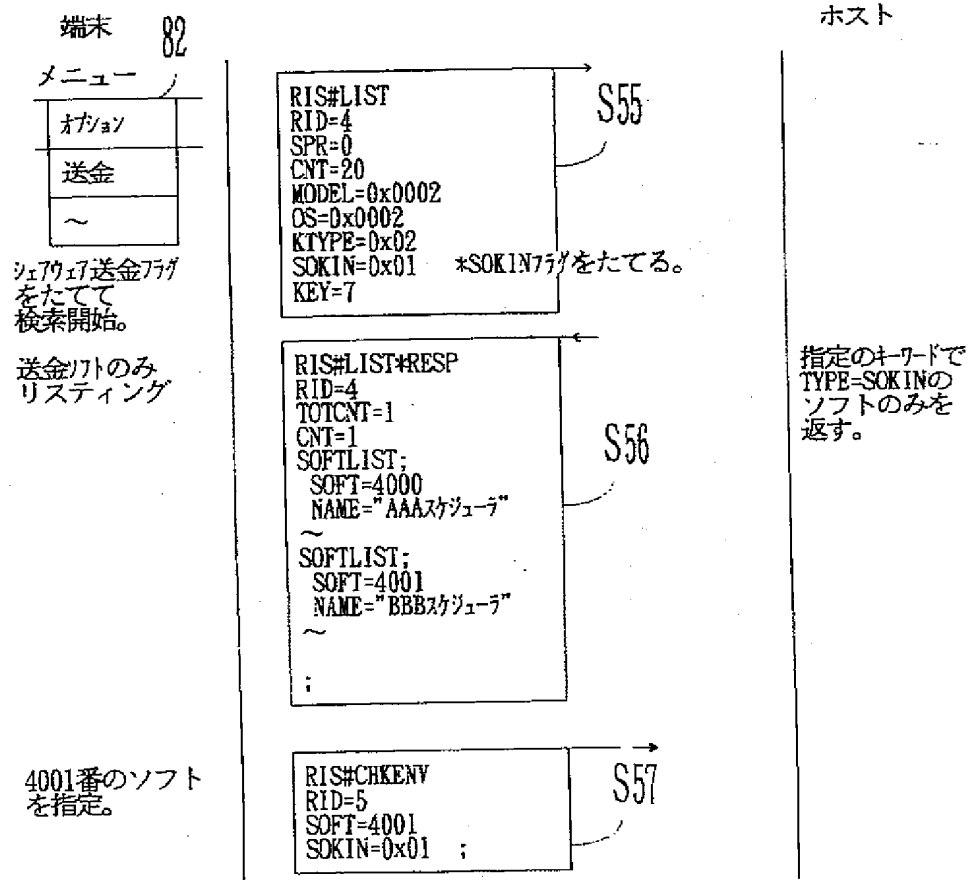 端末
82
ホスト
メニュー
オプション
送金
～
シェアウェア送金フラグ
をたてて
検索開始。
RIS#LIST
RID=4
SPR=0
CNT=20
MODEL=0x0002
OS=0x0002
KTYPE=0x02
SOKIN=0x01 *SOKINフラグをたてる。
KEY=7
S55
送金ソフトのみ
リスティング
RIS#LIST*RESP
RID=4
TOTCNT=1
CNT=1
SOFTLIST;
SOFT=4000
NAME="AAAスケジューラ"
～
SOFTLIST;
SOFT=4001
NAME="BBBスケジューラ"
～
;
S56
指定のキーワードで
TYPE=SOKINの
ソフトのみを
返す。
4001番のソフト
を指定。
RIS#CHKENV
RID=5
SOFT=4001
SOKIN=0x01 ;
S57